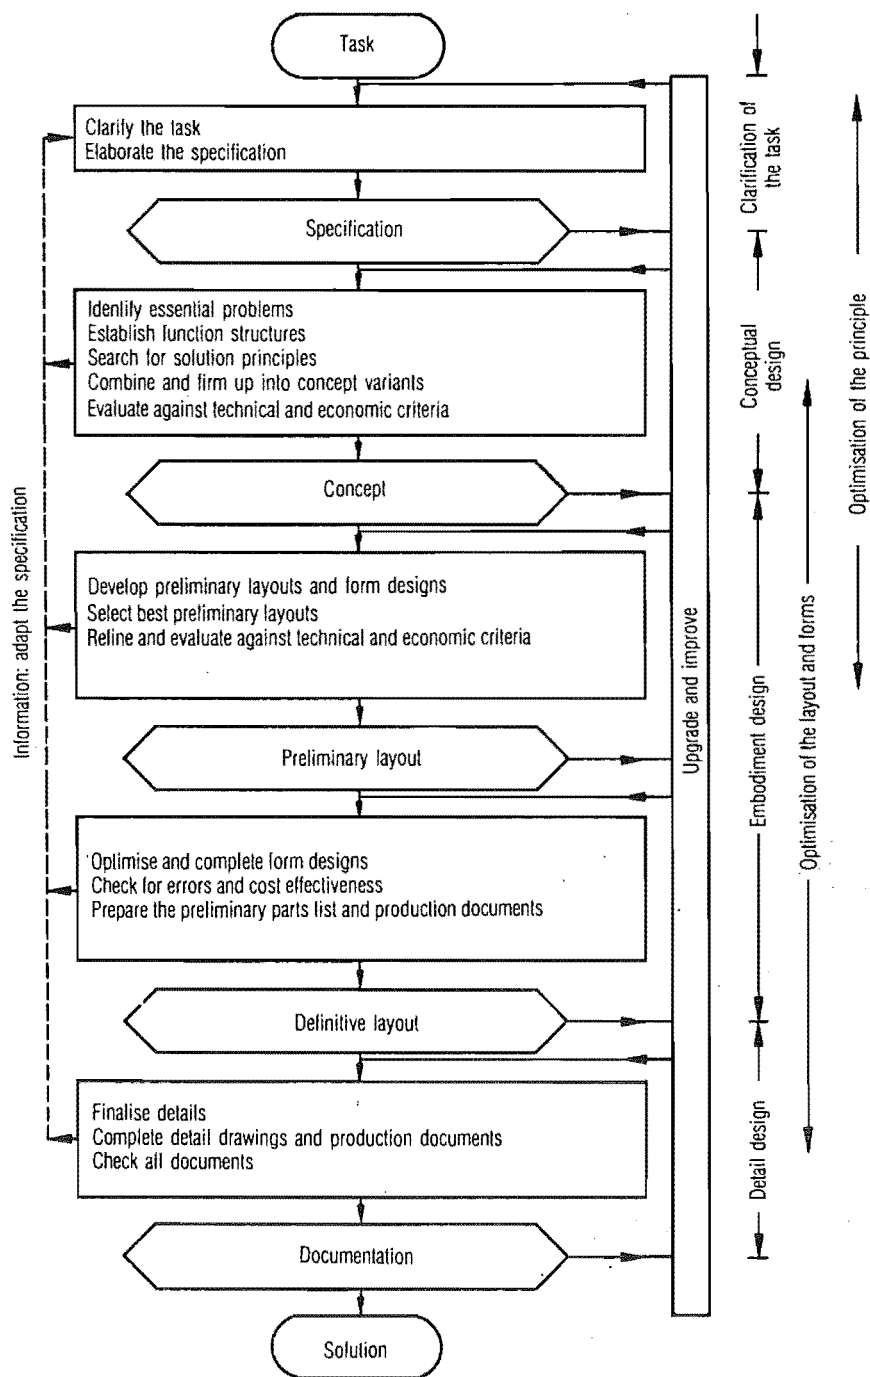 Task
Clarify the task
Elaborate the specification
Specification
Identify essential problems
Establish function structures
Search for solution principles
Combine and firm up into concept variants
Evaluate against technical and economic criteria
Concept
Develop preliminary layouts and form designs
Select best preliminary layouts
Reline and evaluate against technical and economic criteria
Preliminary layout
Optimise and complete form designs
Check for errors and cost effectiveness
Prepare the preliminary parts list and production documents
Definitive layout
Finalise details
Complete detail drawings and production documents
Check all documents
Documentation
Solution
Information: adapt the specification
Upgrade and improve
Clarification of
the task
Conceptual
design
Embodiment design
Detail design
Optimisation of the layout and forms
Optimisation of the principle